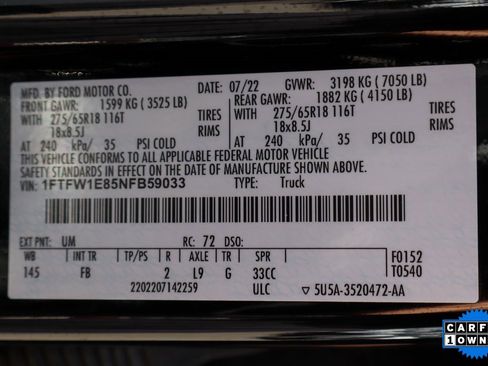 MFD. BY FORD MOTOR CO. DATE: 07/22 GVWR: 3198 KG (7050 LB)
FRONT GAWR: 1599 KG (3525 LB) REAR GAWR: 1882 KG (4150 LB)
WITH 275/65R18 116T TIRES WITH 275/65R18 116T TIRES
18x8.5J RIMS 18x8.5J RIMS
AT 240 kPa/ 35 PSI COLD AT 240 kPa/ 35 PSI COLD
THIS VEHICLE CONFORMS TO ALL APPLICABLE FEDERAL MOTOR VEHICLE
SAFETY STANDARDS IN EFFECT ON THE DATE OF MANUFACTURE SHOWN ABOVE.
VIN: 1FTFW1E85NFB59033 TYPE: Truck
EXT PNT: UM RC: 72 DSO:
WB INT TR TP/PS R AXLE TR SPR F0152
145 FB 2 L9 G 33CC T0540
2202207142259 ULC ▽ 5U5A-3520472-AA
CARF
1 OWN